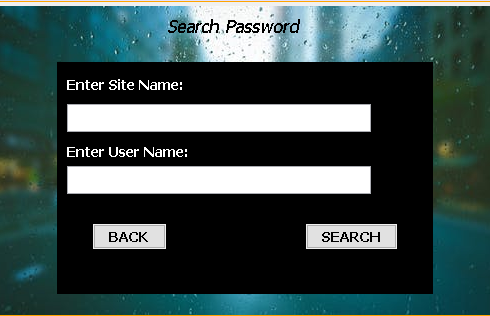 Search Password
Enter Site Name:
Enter User Name:
BACK
SEARCH